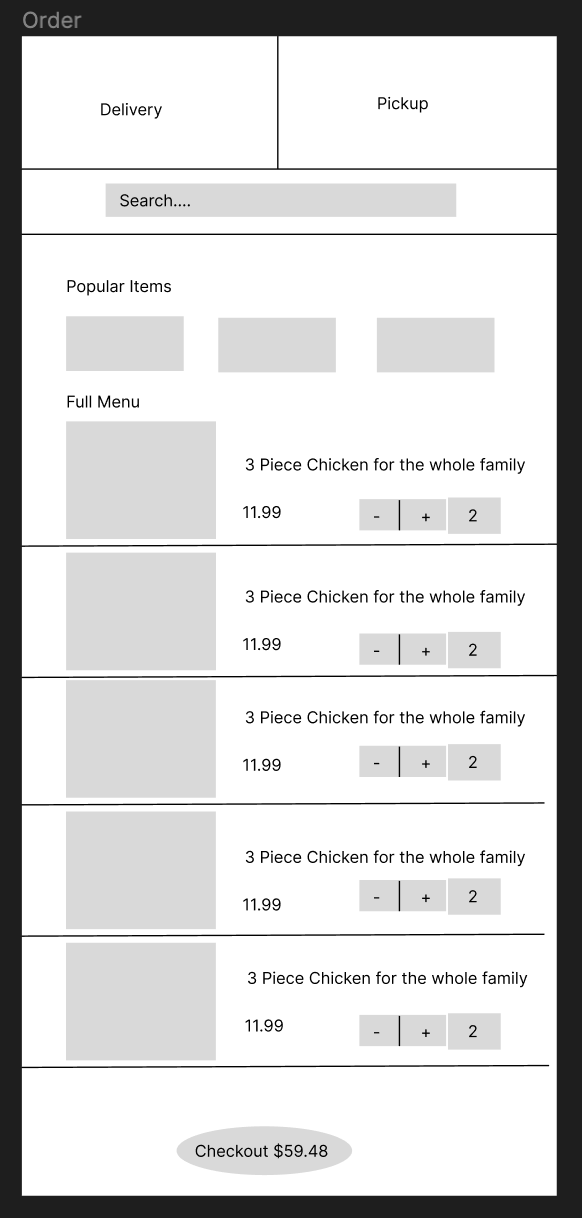 Order
Delivery
Pickup
Search....
Popular Items
Full Menu
3 Piece Chicken for the whole family
11.99
- + 2
3 Piece Chicken for the whole family
11.99
- + 2
3 Piece Chicken for the whole family
11.99
- + 2
3 Piece Chicken for the whole family
11.99
- + 2
3 Piece Chicken for the whole family
11.99
- + 2
Checkout $59.48